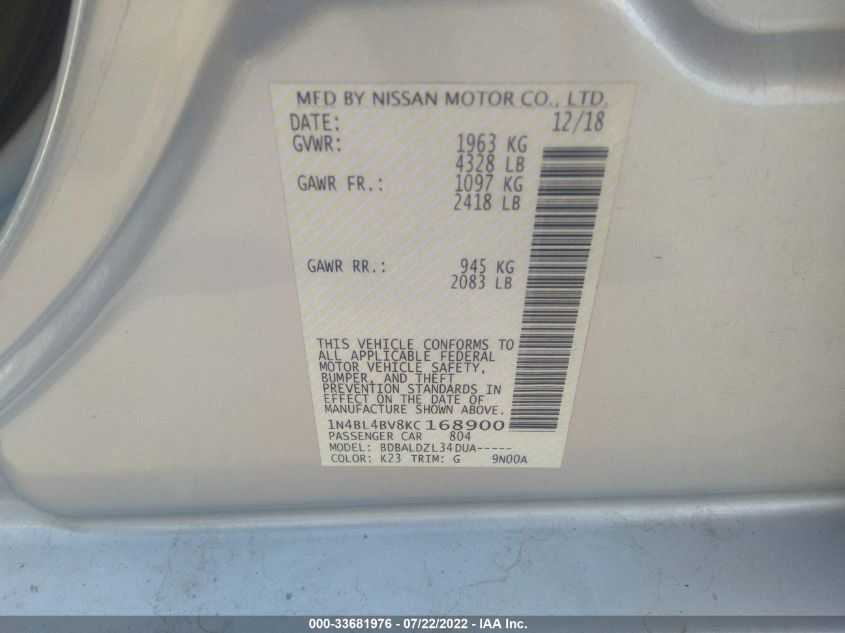 MFD BY NISSAN MOTOR CO., LTD.
DATE: 12/18
GVWR: 1963 KG
4328 LB
GAWR FR.: 1097 KG
2418 LB
GAWR RR.: 945 KG
2083 LB
THIS VEHICLE CONFORMS TO
ALL APPLICABLE FEDERAL
MOTOR VEHICLE SAFETY,
BUMPER, AND THEFT
PREVENTION STANDARDS IN
EFFECT ON THE DATE OF
MANUFACTURE SHOWN ABOVE.
1N4BL4BV8KC168900
PASSENGER CAR 804
MODEL: BDBALDZL34DUA-----
COLOR: K23 TRIM: G 9N00A
000-33681976 / 07/22/2022 - IAA Inc.